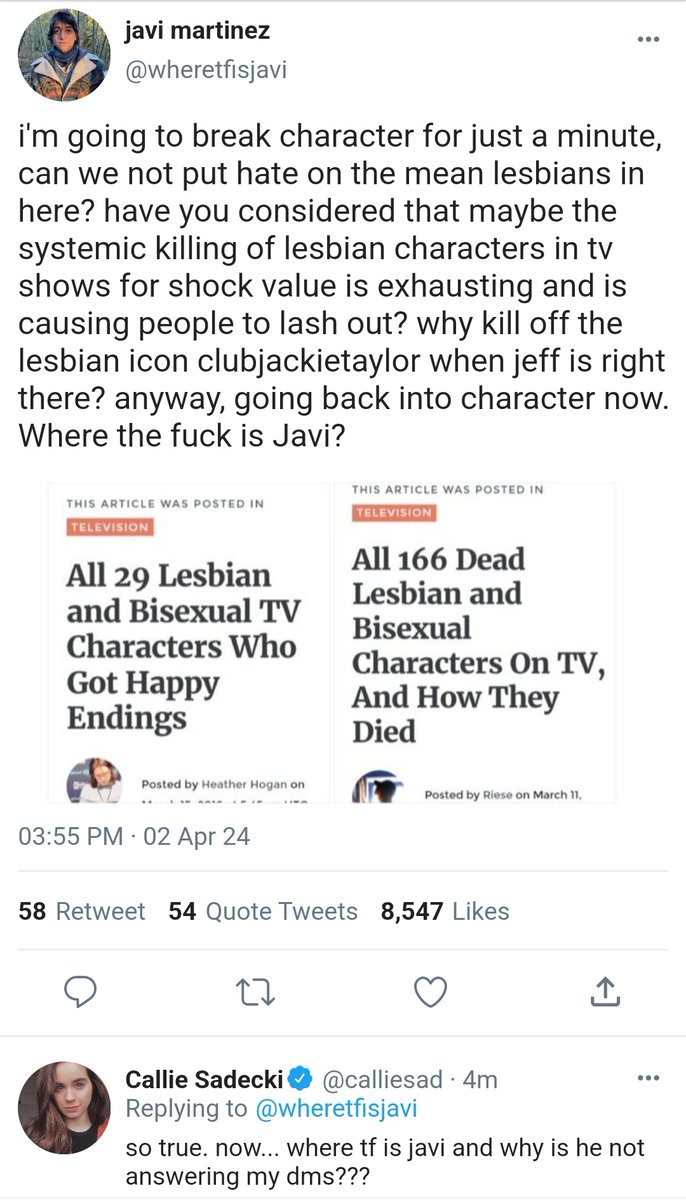 javi martinez
@wheretfisjavi
i'm going to break character for just a minute,
can we not put hate on the mean lesbians in
here? have you considered that maybe the
systemic killing of lesbian characters in tv
shows for shock value is exhausting and is
causing people to lash out? why kill off the
lesbian icon clubjackietaylor when jeff is right
there? anyway, going back into character now.
Where the fuck is Javi?
THIS ARTICLE WAS POSTED IN
TELEVISION
All 29 Lesbian
and Bisexual TV
Characters Who
Got Happy
Endings
Posted by Heather Hogan on
THIS ARTICLE WAS POSTED IN
TELEVISION
All 166 Dead
Lesbian and
Bisexual
Characters On TV,
And How They
Died
Posted by Riese on March 11,
03:55 PM · 02 Apr 24
58 Retweet 54 Quote Tweets 8,547 Likes
Callie Sadecki @calliesad · 4m
Replying to @wheretfisjavi
so true. now... where tf is javi and why is he not
answering my dms???